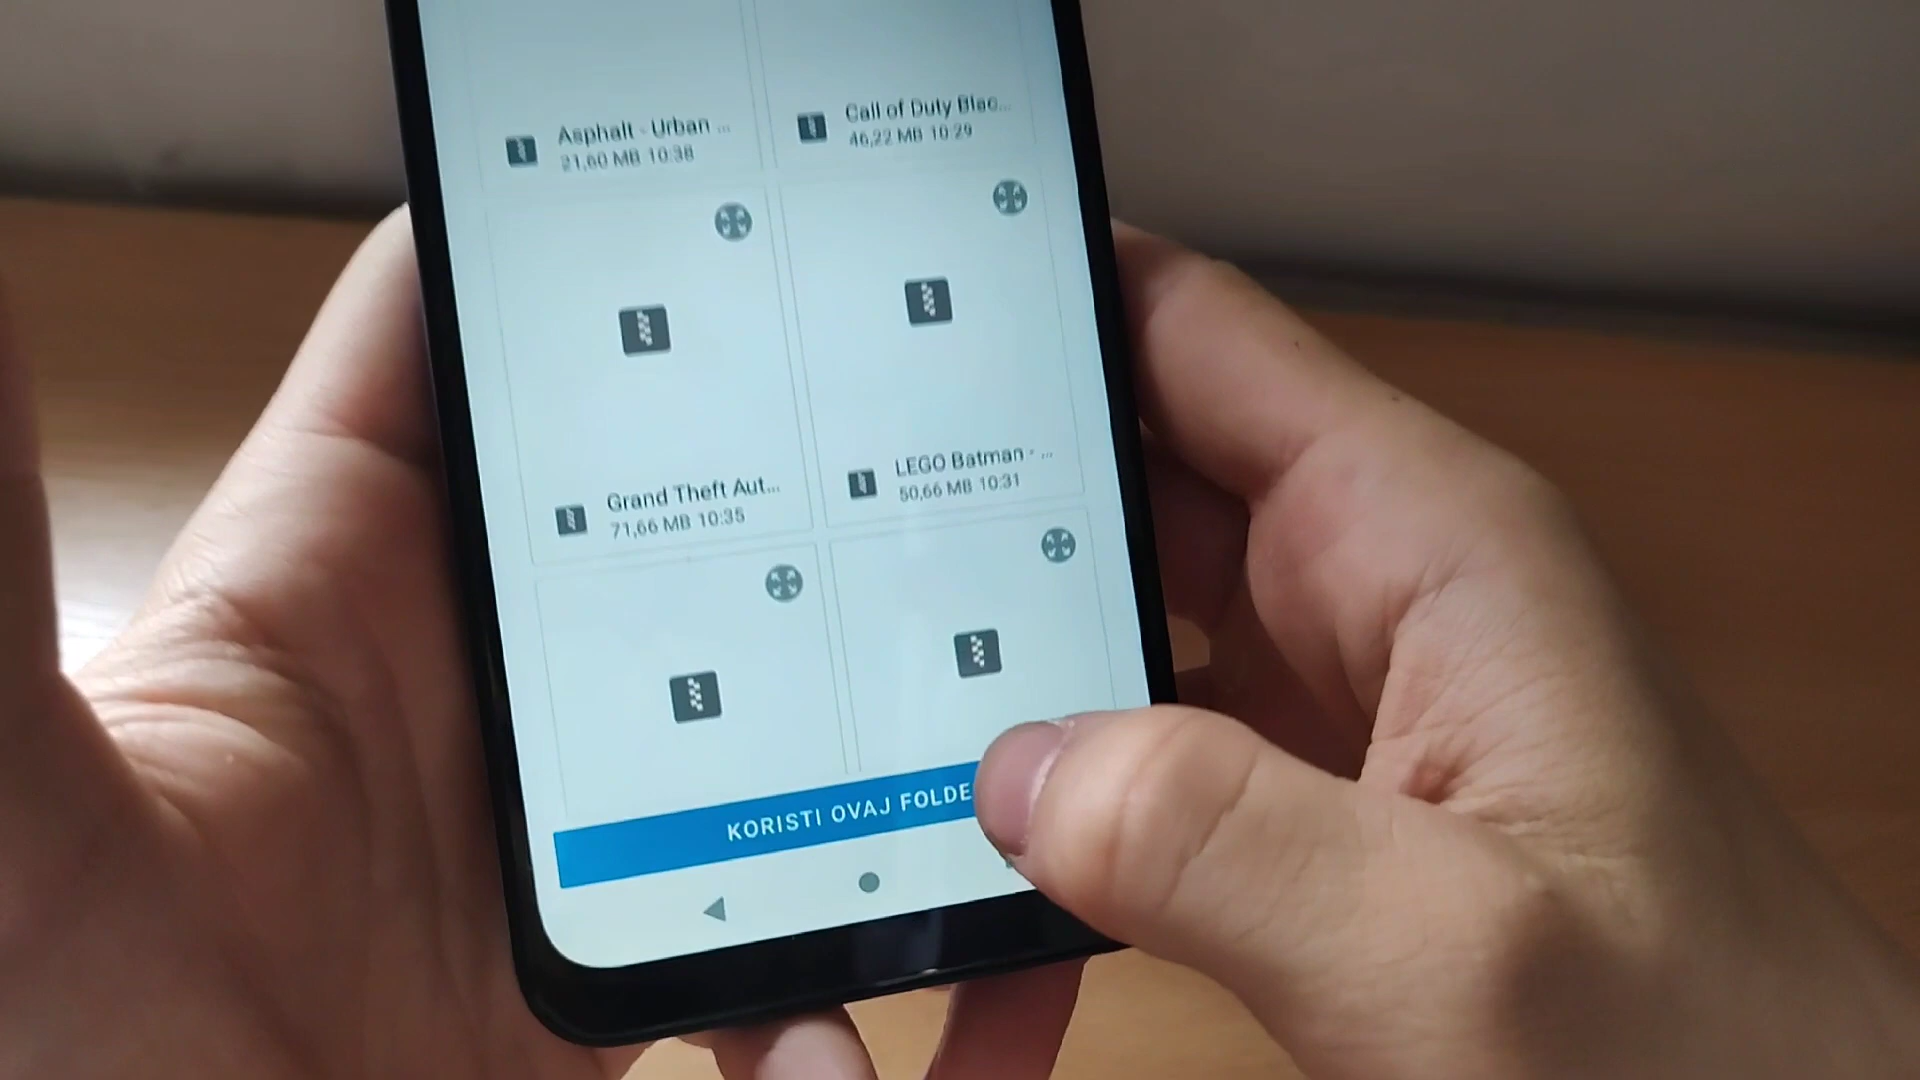 Asphalt - Urban ...
21,60 MB 10:38
Call of Duty Blac...
46,22 MB 10:29
Grand Theft Aut...
71,66 MB 10:35
LEGO Batman - ...
50,66 MB 10:31
KORISTI OVAJ FOLDE